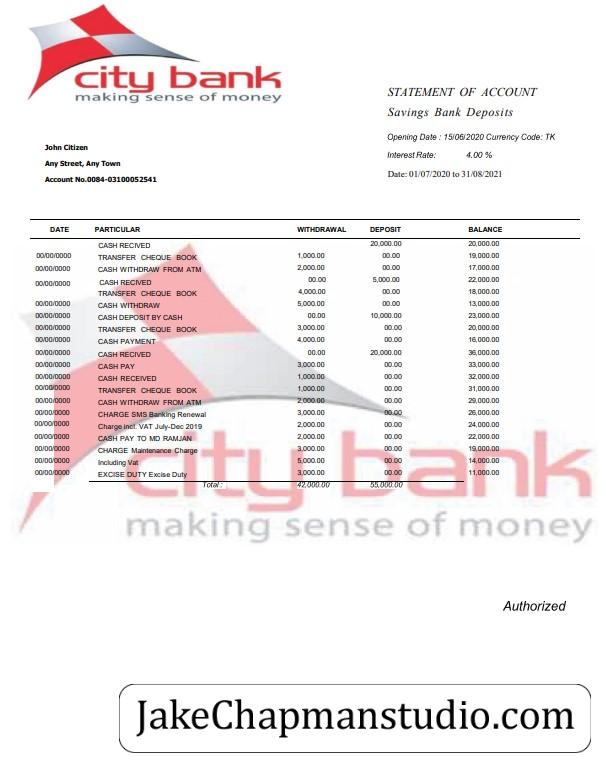 city bank
making sense of money
STATEMENT OF ACCOUNT
Savings Bank Deposits
Opening Date : 15/06/2020 Currency Code: TK
Interest Rate: 4.00 %
Date: 01/07/2020 to 31/08/2021
John Citizen
Any Street, Any Town
Account No.0084-03100052541
DATE PARTICULAR WITHDRAWAL DEPOSIT BALANCE
CASH RECIVED 20,000.00 20,000.00
00/00/0000 TRANSFER CHEQUE BOOK 1,000.00 00.00 19,000.00
00/00/0000 CASH WITHDRAW FROM ATM 2,000.00 00.00 17,000.00
00/00/0000 CASH RECIVED 00.00 5,000.00 22,000.00
TRANSFER CHEQUE BOOK 4,000.00 00.00 18,000.00
00/00/0000 CASH WITHDRAW 5,000.00 00.00 13,000.00
00/00/0000 CASH DEPOSIT BY CASH 00.00 10,000.00 23,000.00
00/00/0000 TRANSFER CHEQUE BOOK 3,000.00 00.00 20,000.00
00/00/0000 CASH PAYMENT 4,000.00 00.00 16,000.00
00/00/0000 CASH RECIVED 00.00 20,000.00 36,000.00
00/00/0000 CASH PAY 3,000.00 00.00 33,000.00
00/00/0000 CASH RECEIVED 1,000.00 00.00 32,000.00
00/00/0000 TRANSFER CHEQUE BOOK 1,000.00 00.00 31,000.00
00/00/0000 CASH WITHDRAW FROM ATM 2,000.00 00.00 29,000.00
00/00/0000 CHARGE SMS Banking Renewal 3,000.00 00.00 26,000.00
00/00/0000 Charge incl. VAT July-Dec 2019 2,000.00 00.00 24,000.00
00/00/0000 CASH PAY TO MD RAMJAN 2,000.00 00.00 22,000.00
00/00/0000 CHARGE Maintenance Charge 3,000.00 00.00 19,000.00
00/00/0000 Including Vat 5,000.00 00.00 14,000.00
00/00/0000 EXCISE DUTY Excise Duty 3,000.00 00.00 11,000.00
Total : 42,000.00 55,000.00
city bank
making sense of money
Authorized
JakeChapmanstudio.com